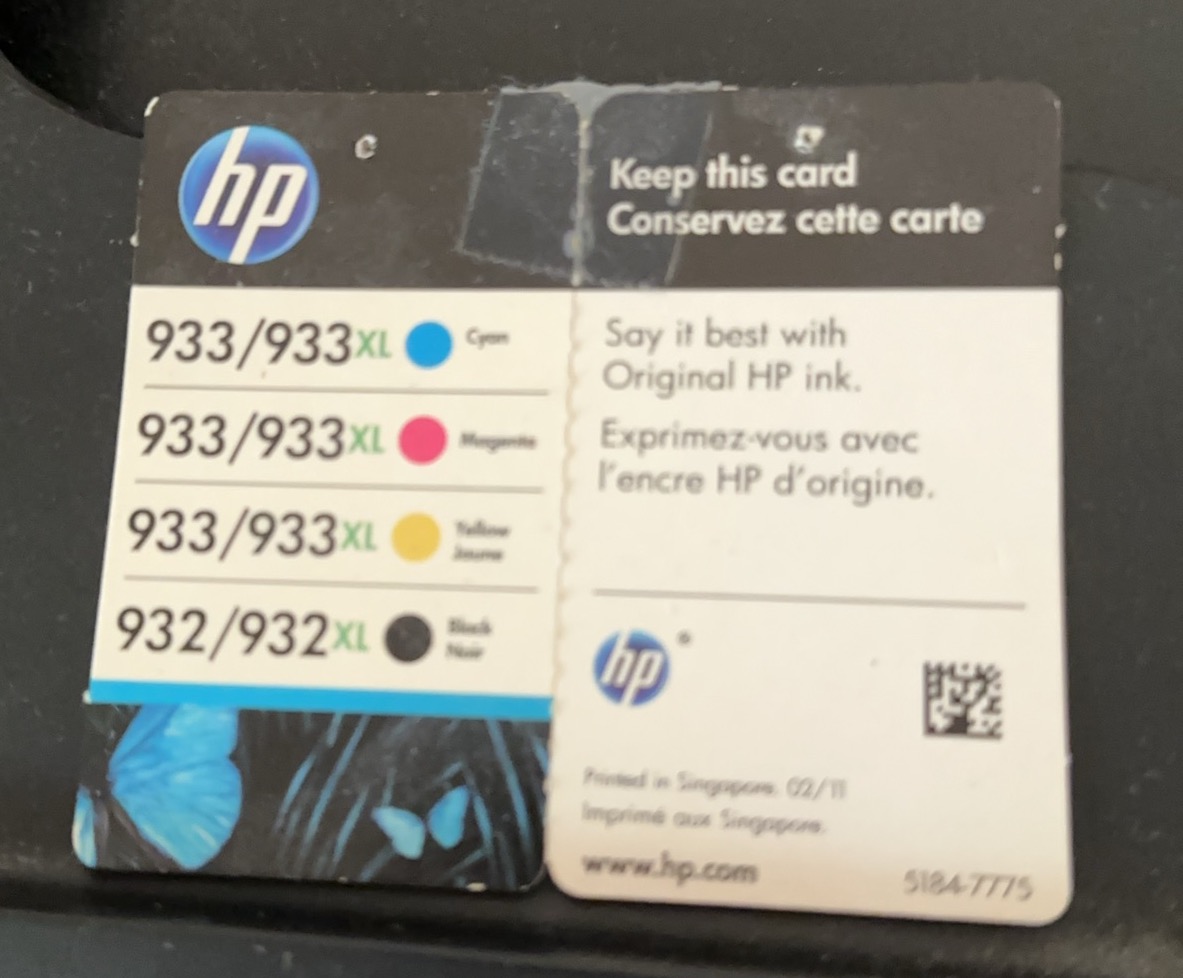 hp
933/933XL Cyan
933/933XL Magenta
933/933XL Yellow
Jaune
932/932XL Black
Noir
Keep this card
Conservez cette carte
Say it best with
Original HP ink.
Exprimez-vous avec
l'encre HP d'origine.
hp
Printed in Singapore. 02/11
Imprimé aux Singapore.
www.hp.com
5184-7775